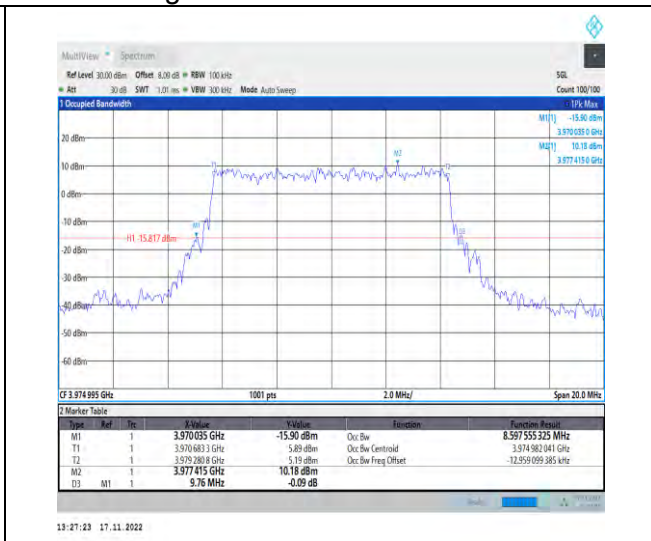 MultiView Spectrum
Ref Level 30.00 dBm Offset 8.09 dB RBW 100 kHz SGL
Att 30 dB SWT 1.01 ms VBW 300 kHz Mode Auto Sweep Count 100/100
1 Occupied Bandwidth 1Pk Max
M1[1] -15.90 dBm
3.970035 0 GHz
M2[1] 10.18 dBm
3.977415 0 GHz
20 dBm
M2
T1 T2
10 dBm
0 dBm
-10 dBm
M1
H1 -15.817 dBm
D3
-20 dBm
-30 dBm
-40 dBm
-50 dBm
-60 dBm
CF 3.974 995 GHz 1001 pts 2.0 MHz/ Span 20.0 MHz
2 Marker Table
Type Ref Trc X-Value Y-Value Function Function Result
M1 1 3.970035 GHz -15.90 dBm Occ Bw 8.597 555 325 MHz
T1 1 3.970 683 3 GHz 5.89 dBm Occ Bw Centroid 3.974 982 041 GHz
T2 1 3.979 280 8 GHz 5.19 dBm Occ Bw Freq Offset -12.959 099 385 kHz
M2 1 3.977415 GHz 10.18 dBm
D3 M1 1 9.76 MHz -0.09 dB
13:27:23 17.11.2022